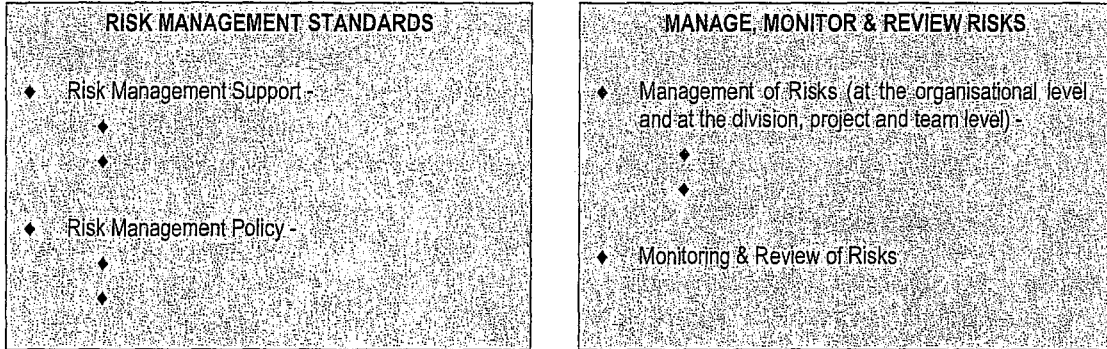 RISK MANAGEMENT STANDARDS
♦ Risk Management Support -
♦
♦
♦ Risk Management Policy -
♦
♦
MANAGE, MONITOR & REVIEW RISKS
♦ Management of Risks (at the organisational level
and at the division, project and team level) -
♦
♦
♦ Monitoring & Review of Risks